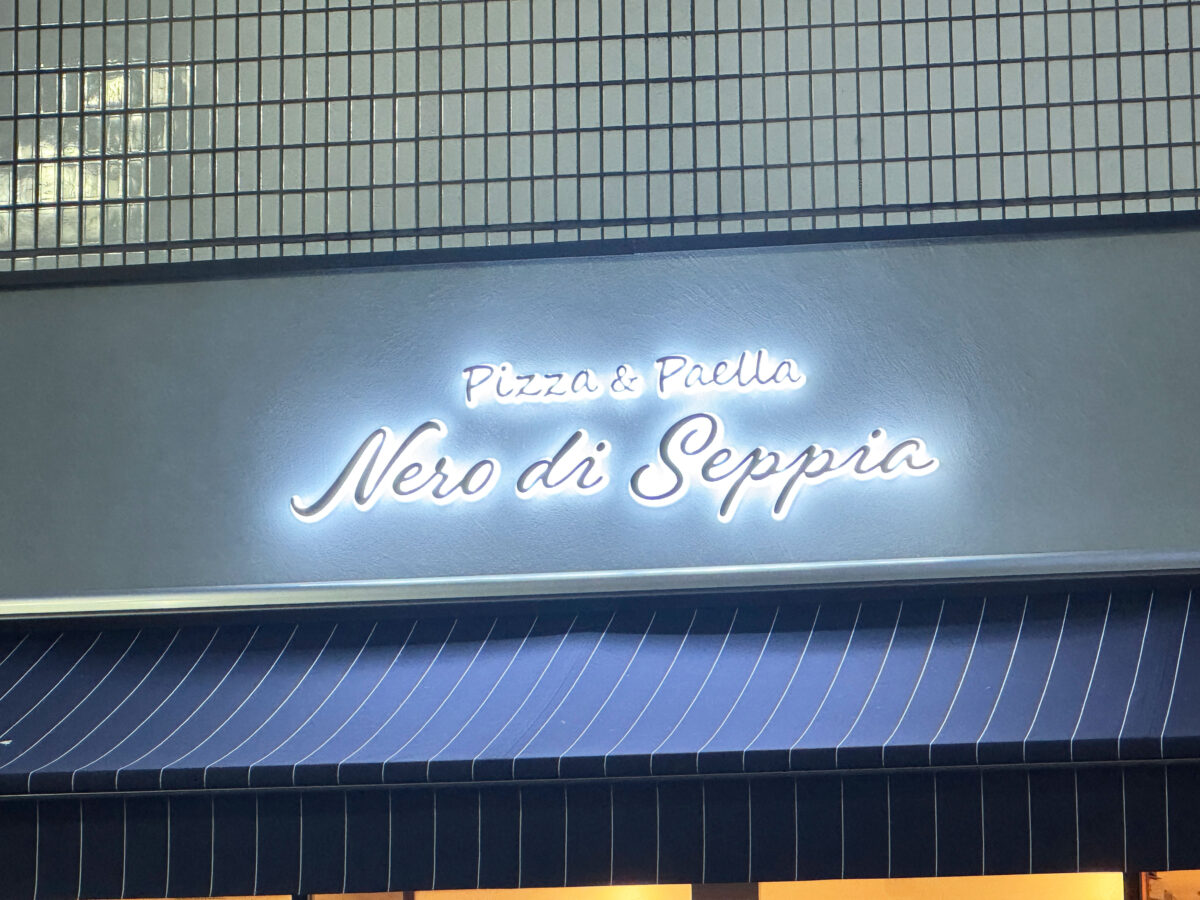 Pizza & Paella
Nero di Seppia